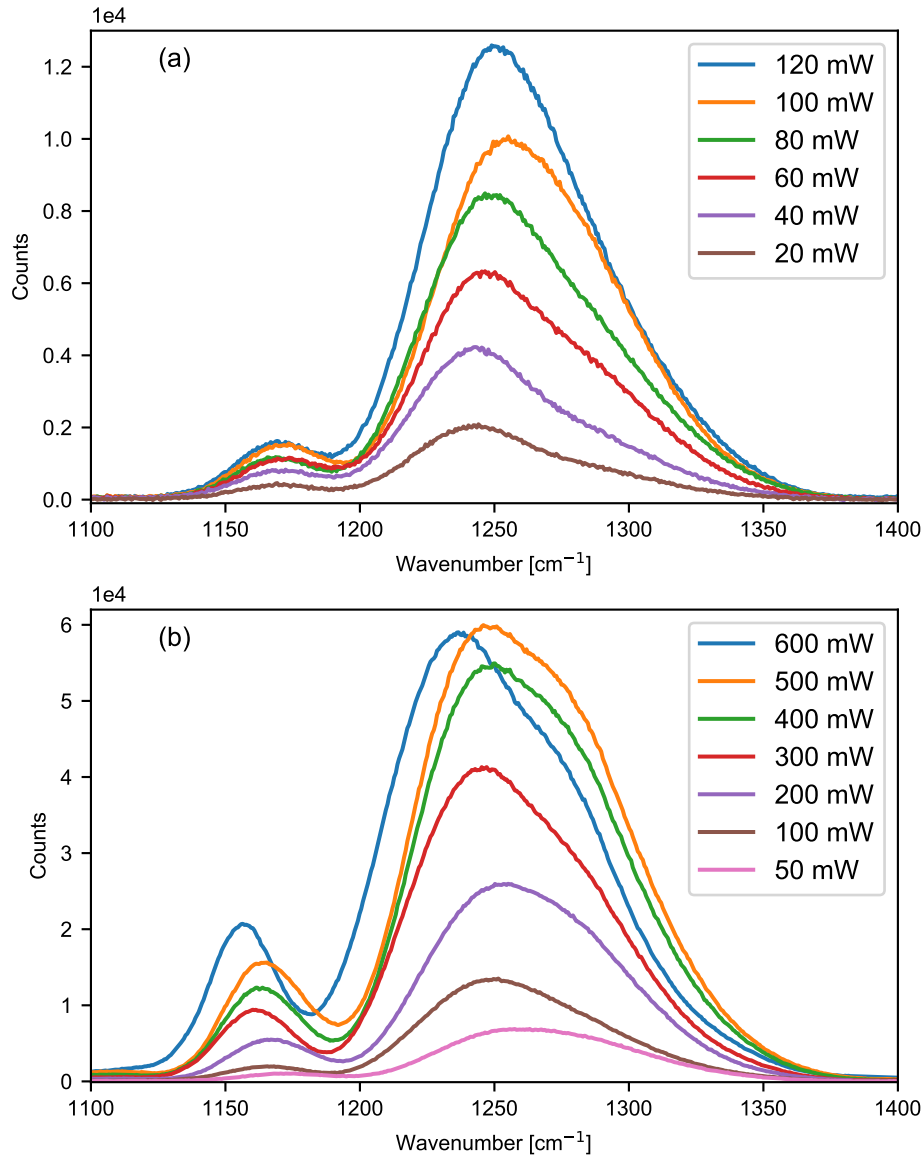 1e4
(a)
120 mW
100 mW
80 mW
60 mW
40 mW
20 mW
1.2
1.0
0.8
0.6
0.4
0.2
0.0
Counts
1100 1150 1200 1250 1300 1350 1400
Wavenumber [cm⁻¹]
1e4
(b)
600 mW
500 mW
400 mW
300 mW
200 mW
100 mW
50 mW
6
5
4
3
2
1
0
Counts
1100 1150 1200 1250 1300 1350 1400
Wavenumber [cm⁻¹]